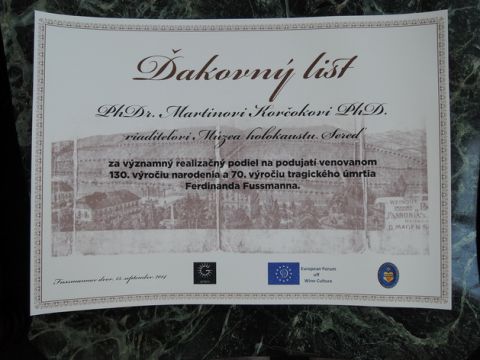 Ďakovný list
PhDr. Martinovi Korčokovi PhD.
riaditeľovi Múzea holokaustu Sereď
za významný realizačný podiel na podujatí venovanom
130. výročiu narodenia a 70. výročiu tragického úmrtia
Ferdinanda Fussmanna.
European Forum
off
Wine Culture